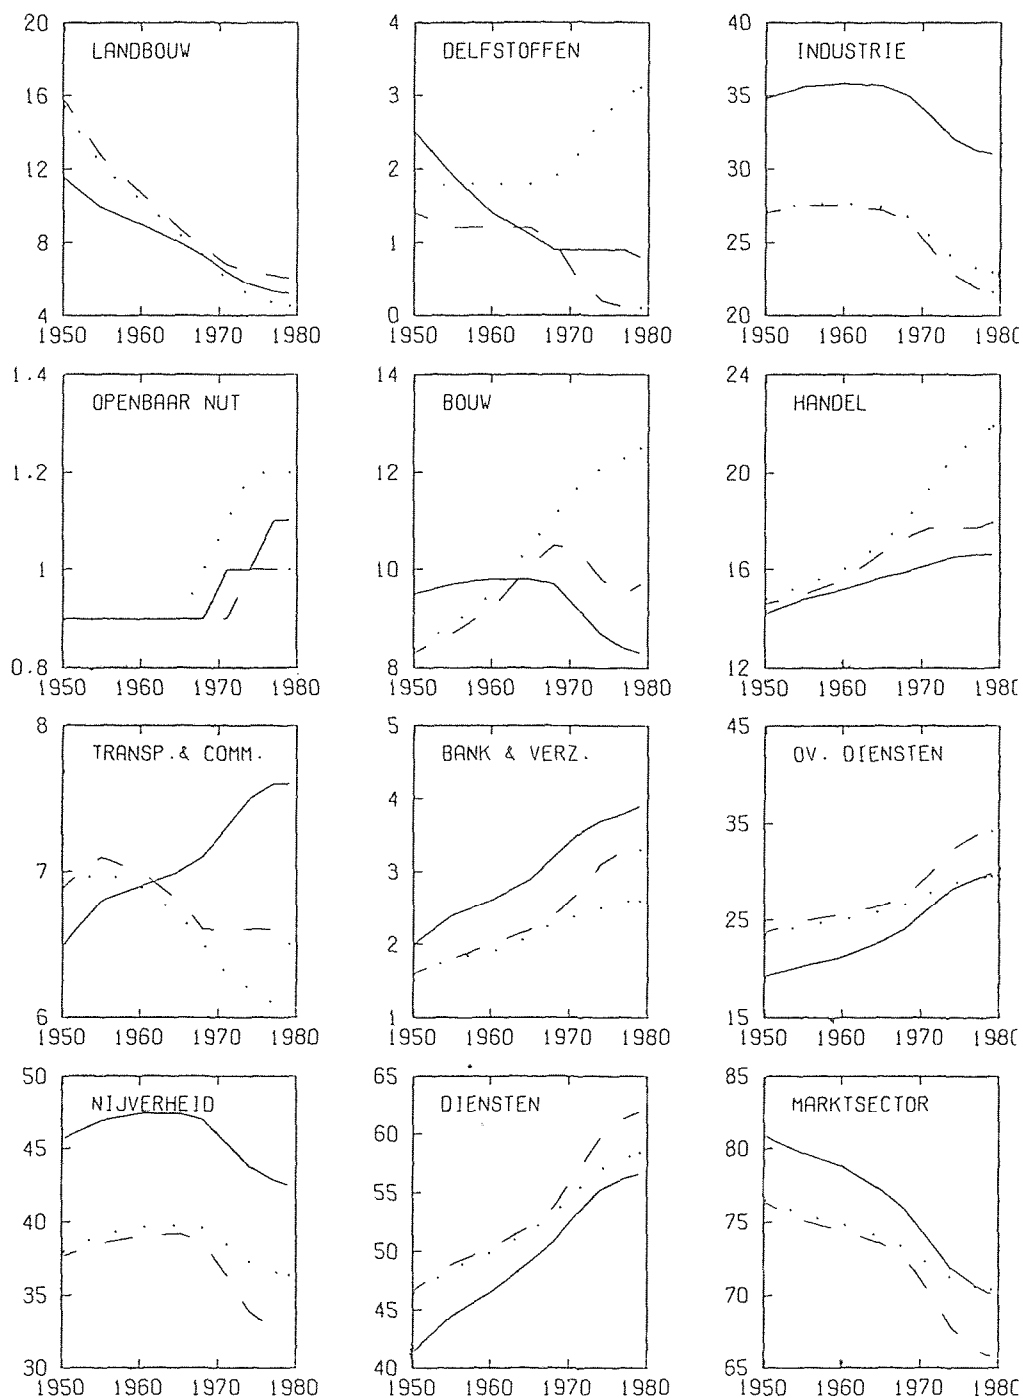 20
LANDBOUW
16
12
8
4
1950 1960 1970 1980
4
DELFSTOFFEN
3
2
1
0
1950 1960 1970 1980
40
INDUSTRIE
35
30
25
20
1950 1960 1970 1980
1.4
OPENBAAR NUT
1.2
1
0.8
1950 1960 1970 1980
14
BOUW
12
10
8
1950 1960 1970 1980
24
HANDEL
20
16
12
1950 1960 1970 1980
8
TRANSP.& COMM.
7
6
1950 1960 1970 1980
5
BANK & VERZ.
4
3
2
1
1950 1960 1970 1980
45
OV. DIENSTEN
35
25
15
1950 1960 1970 1980
50
NIJVERHEID
45
40
35
30
1950 1960 1970 1980
65
DIENSTEN
60
55
50
45
40
1950 1960 1970 1980
85
MARKTSECTOR
80
75
70
65
1950 1960 1970 1980